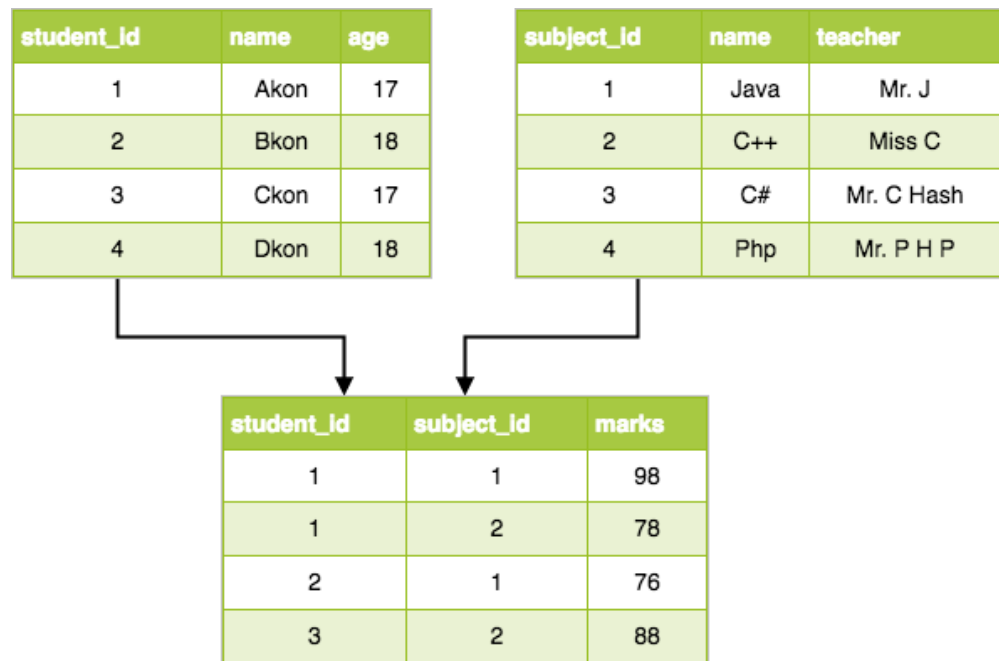 student_id name age
1 Akon 17
2 Bkon 18
3 Ckon 17
4 Dkon 18
subject_id name teacher
1 Java Mr. J
2 C++ Miss C
3 C# Mr. C Hash
4 Php Mr. P H P
student_id subject_id marks
1 1 98
1 2 78
2 1 76
3 2 88